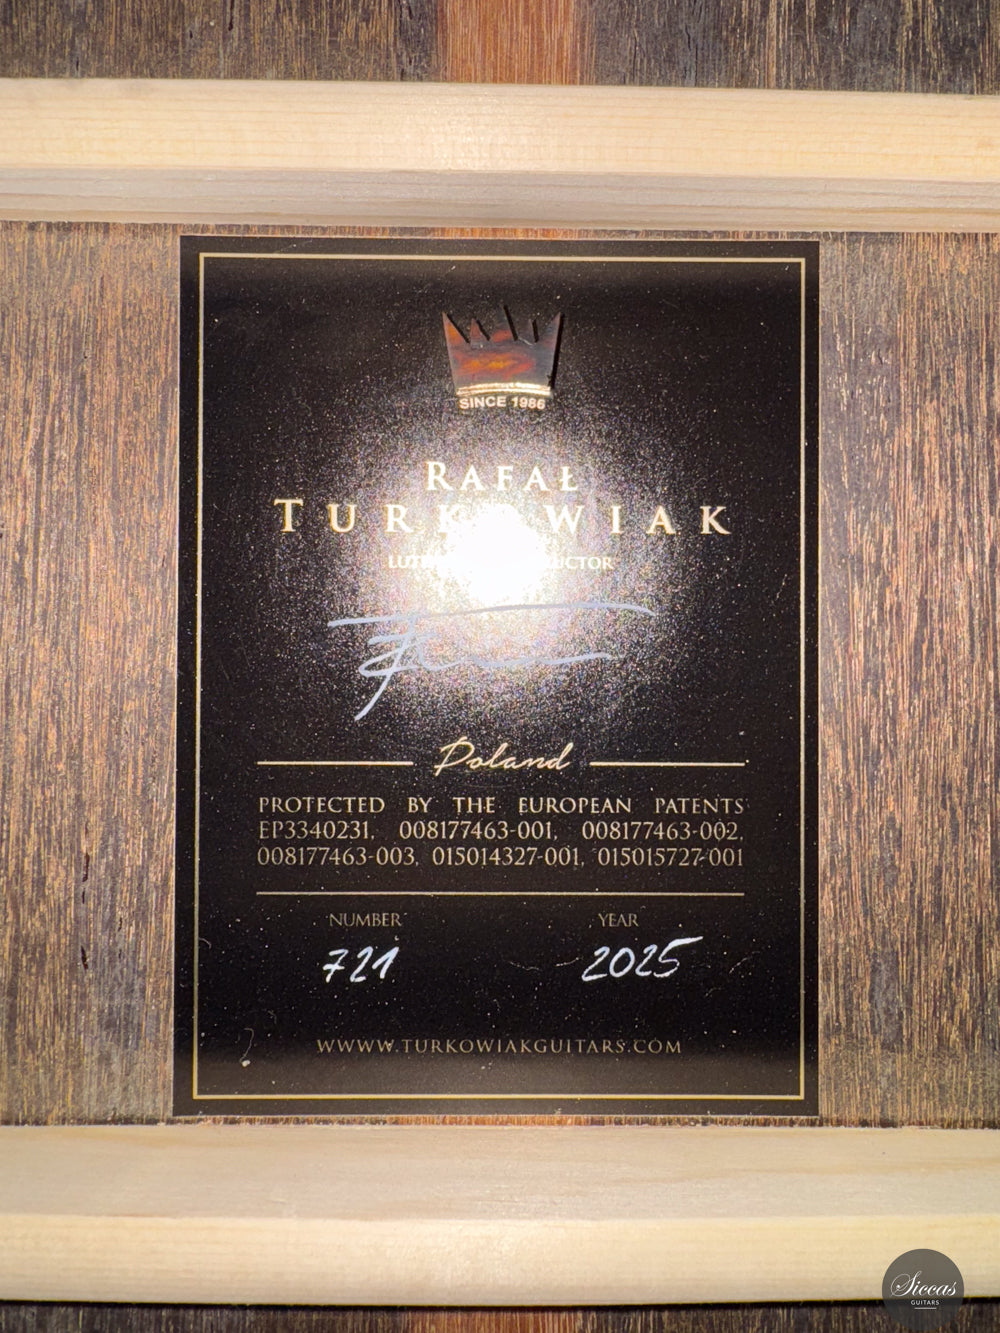 SINCE 1986
RAFAŁ
TURKOWIAK
Poland
PROTECTED BY THE EUROPEAN PATENTS
EP3340231, 008177463-001, 008177463-002,
008177463-003, 015014327-001, 015015727-001
NUMBER YEAR
721 2025
WWWW.TURKOWIAKGUITARS.COM
Siccas
GUITARS